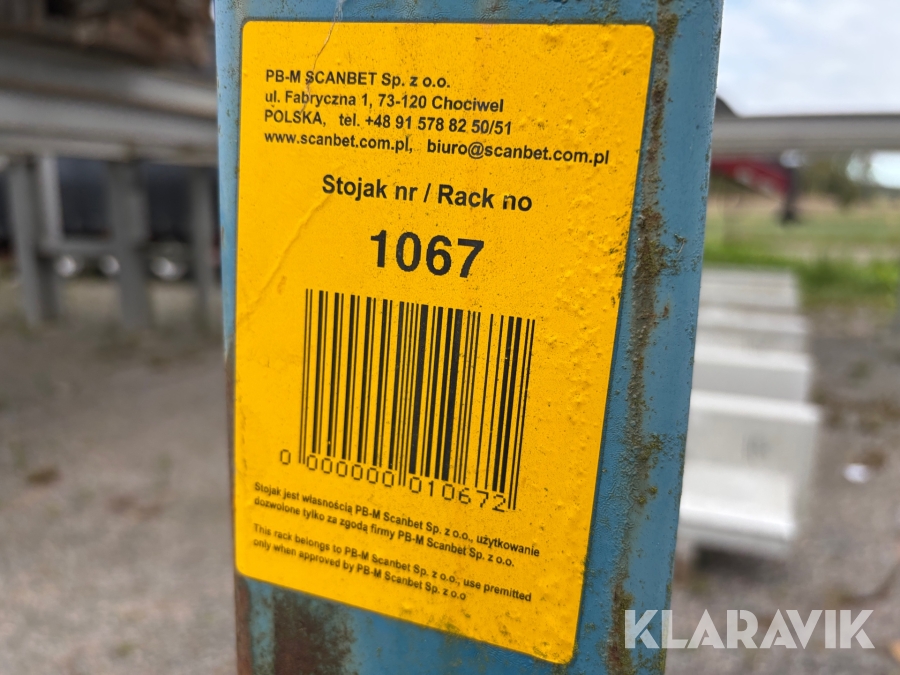 PB-M SCANBET Sp. z o.o.
ul. Fabryczna 1, 73-120 Chociwel
POLSKA, tel. +48 91 578 82 50/51
www.scanbet.com.pl, biuro@scanbet.com.pl
Stojak nr / Rack no
1067
0 000000 010672
Stojak jest własnością PB-M Scanbet Sp. z o.o., użytkowanie
dozwolone tylko za zgodą firmy PB-M Scanbet Sp. z o.o.
This rack belongs to PB-M Scanbet Sp. z o.o., use premitted
only when approved by PB-M Scanbet Sp. z o.o
KLARAVIK